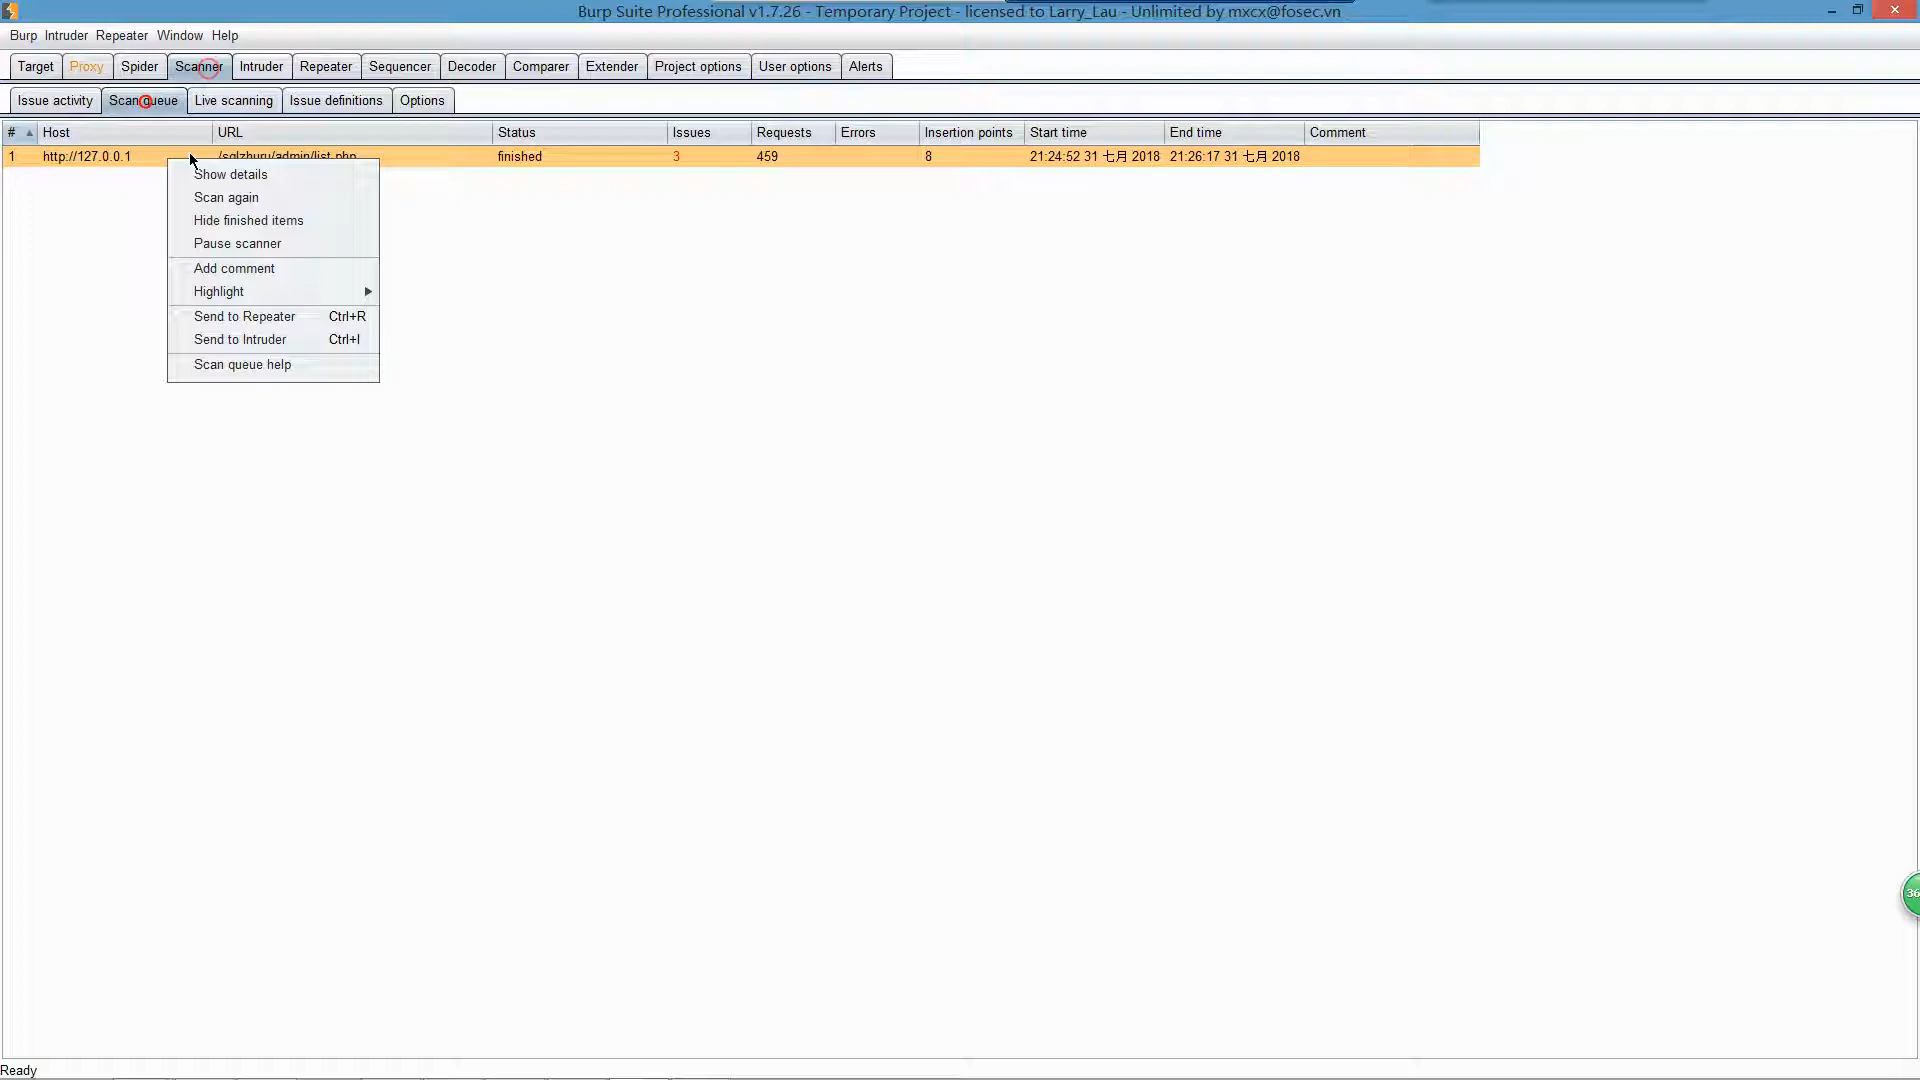 Burp Suite Professional v1.7.26 - Temporary Project - licensed to Larry_Lau - Unlimited by mxcx@fosec.vn
Burp Intruder Repeater Window Help
Target Proxy Spider Scanner Intruder Repeater Sequencer Decoder Comparer Extender Project options User options Alerts
Issue activity Scan queue Live scanning Issue definitions Options
# Host URL Status Issues Requests Errors Insertion points Start time End time Comment
1 http://127.0.0.1 /sqlzhuru/admin/list.php finished 3 459 8 21:24:52 31 七月 2018 21:26:17 31 七月 2018
Show details
Scan again
Hide finished items
Pause scanner
Add comment
Highlight
Send to Repeater Ctrl+R
Send to Intruder Ctrl+I
Scan queue help
36
Ready